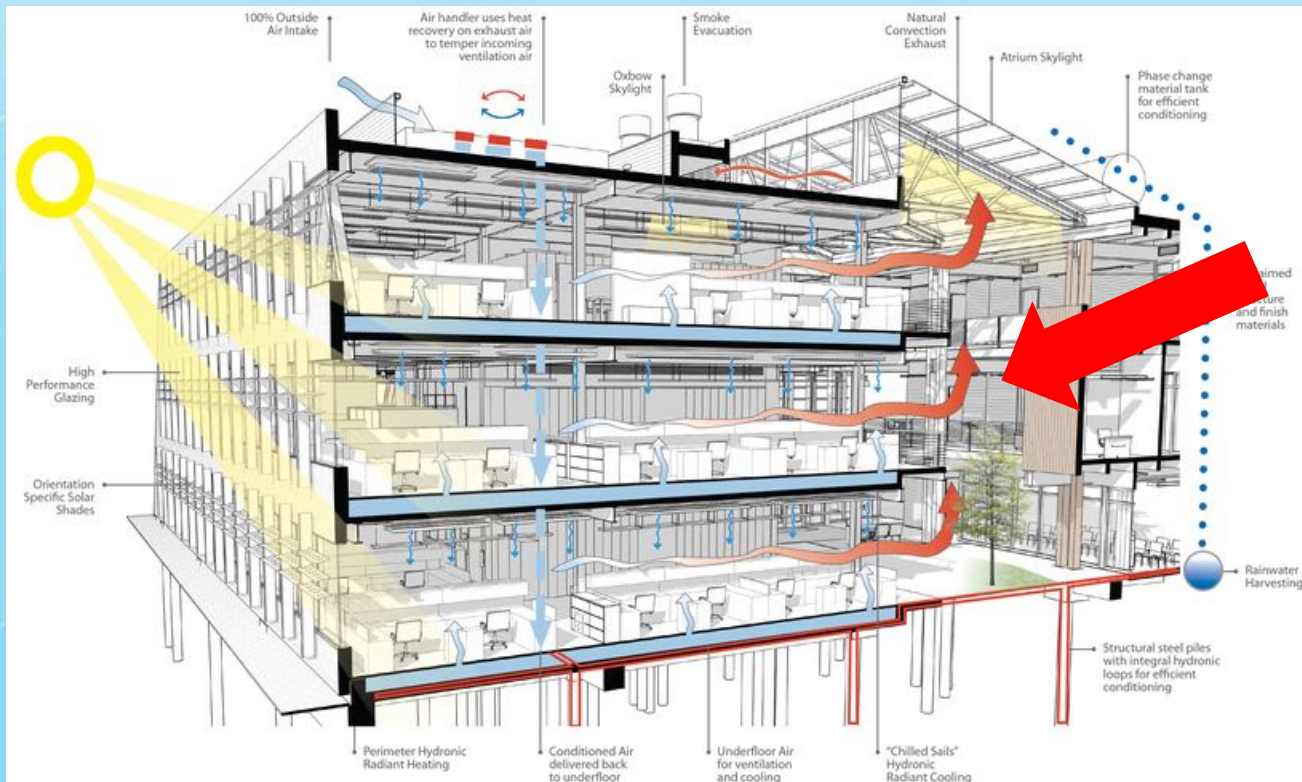 100% Outside
Air Intake
Air handler uses heat
recovery on exhaust air
to temper incoming
ventilation air
Smoke
Evacuation
Natural
Convection
Exhaust
Oxbow
Skylight
Atrium Skylight
Phase change
material tank
for efficient
conditioning
and finish
materials
High
Performance
Glazing
Orientation
Specific Solar
Shades
Rainwater
Harvesting
Structural steel piles
with integral hydronic
loops for efficient
conditioning
Perimeter Hydronic
Radiant Heating
Conditioned Air
delivered back
to underfloor
Underfloor Air
for ventilation
and cooling
"Chilled Sails"
Hydronic
Radiant Cooling